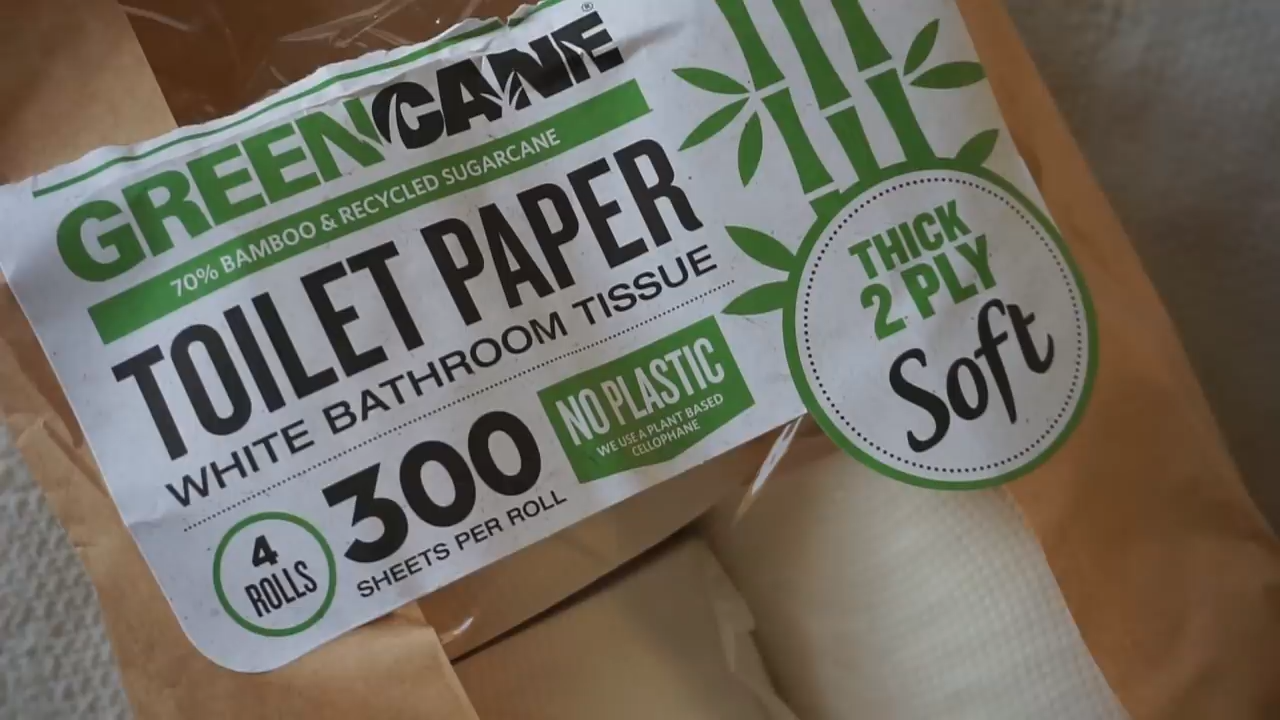 GREENCANE®
70% BAMBOO & RECYCLED SUGARCANE
TOILET PAPER
WHITE BATHROOM TISSUE
THICK
2 PLY
Soft
4
ROLLS
300
SHEETS PER ROLL
NO PLASTIC
WE USE A PLANT BASED
CELLOPHANE